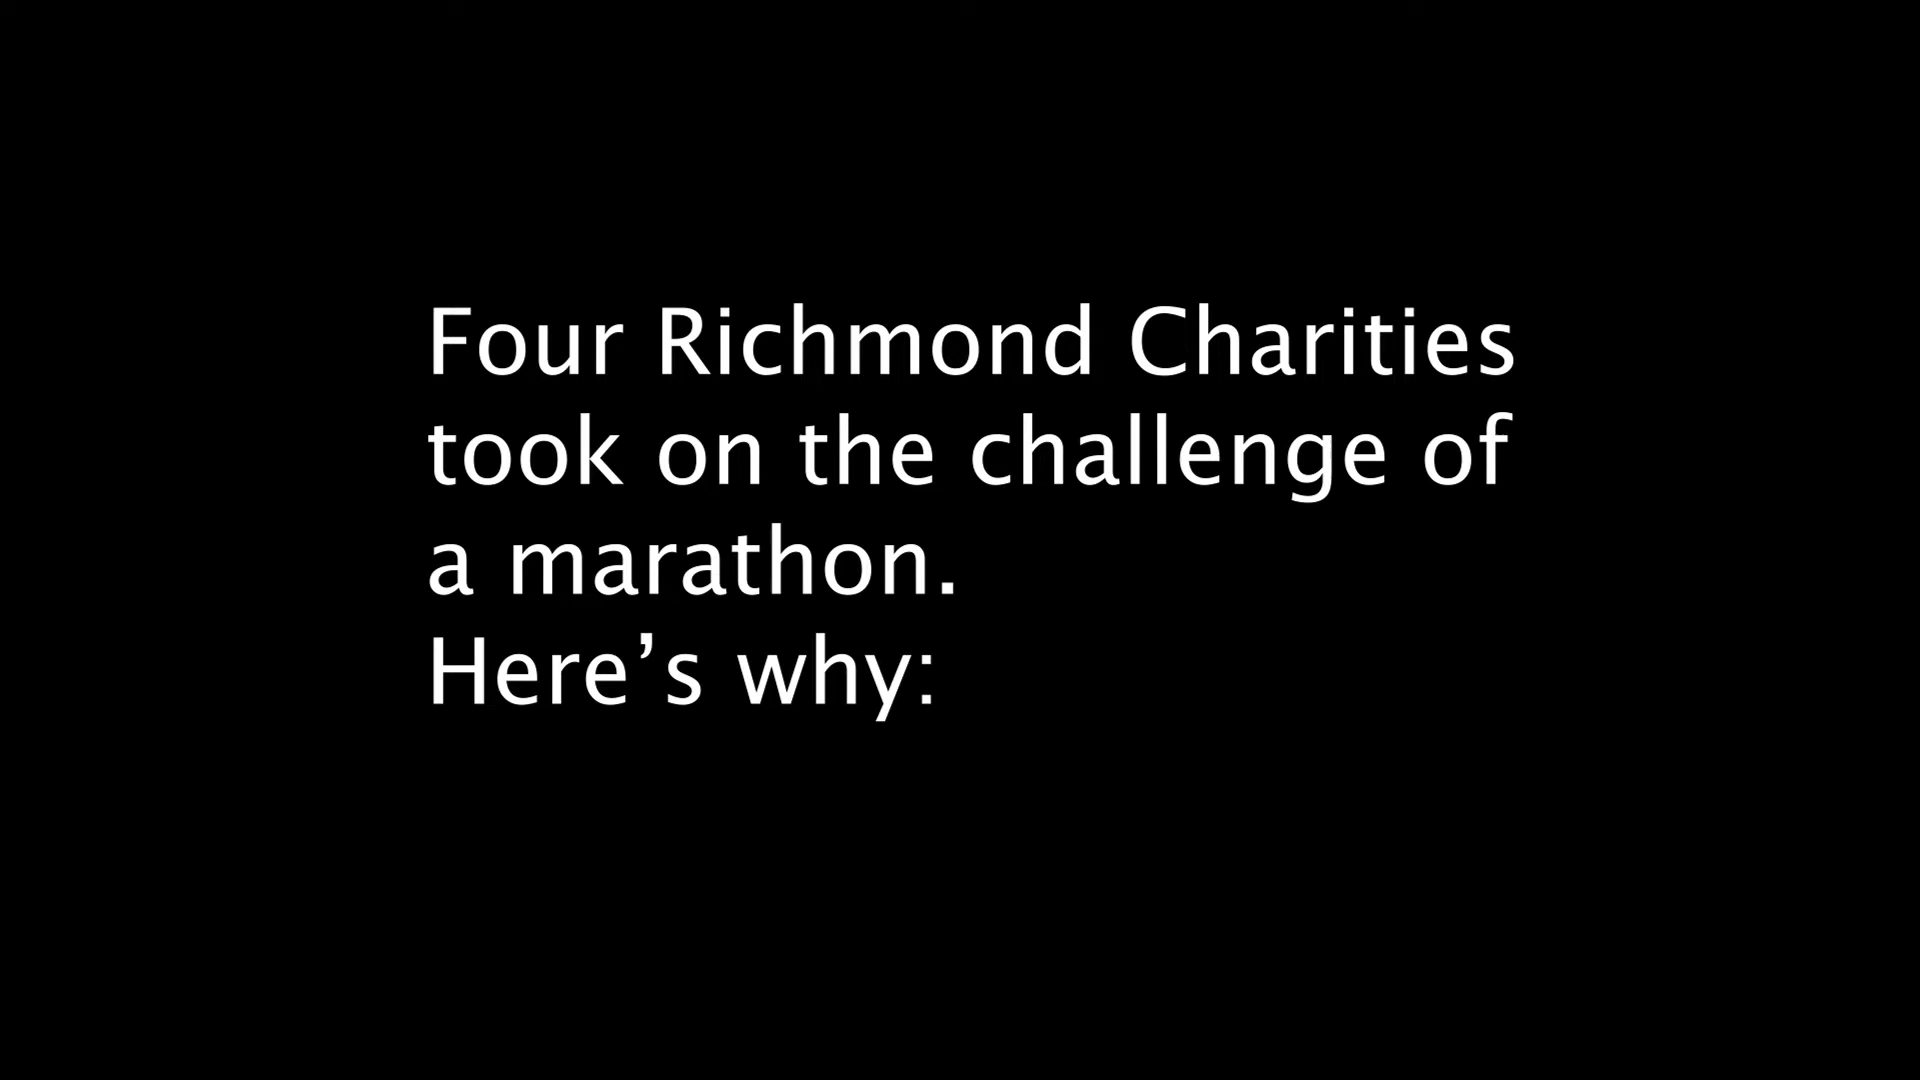 Four Richmond Charities
took on the challenge of
a marathon.
Here’s why: